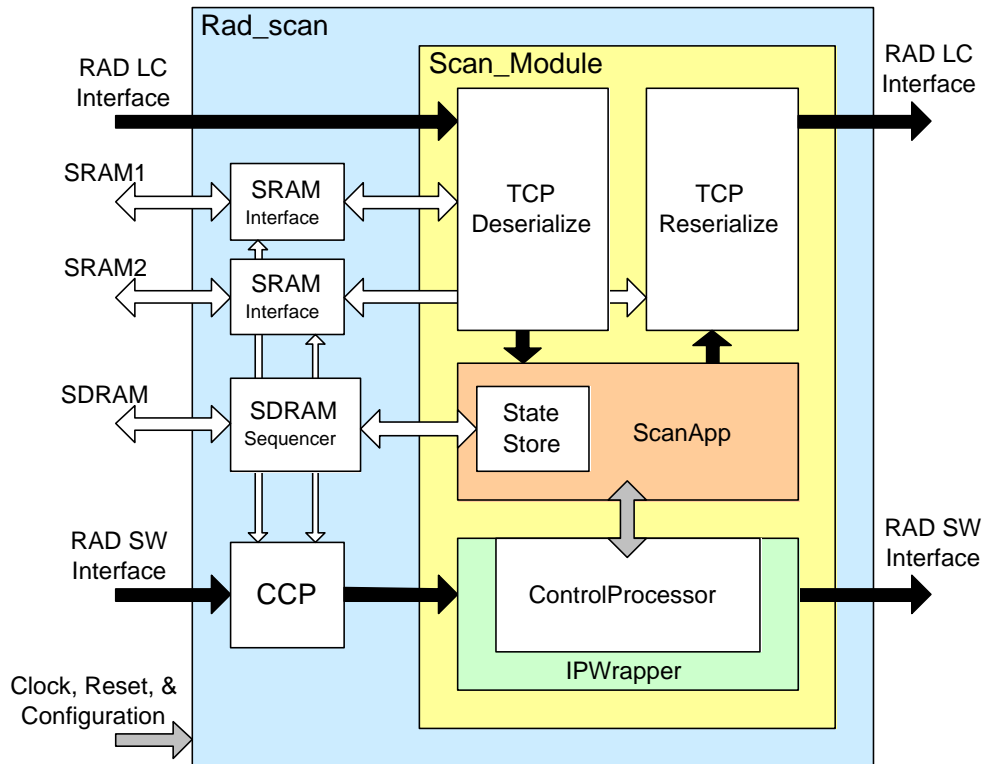 Rad_scan
RAD LC
Interface
Scan_Module
RAD LC
Interface
SRAM1
SRAM
Interface
TCP
Deserialize
TCP
Reserialize
SRAM2
SRAM
Interface
SDRAM
SDRAM
Sequencer
State
Store
ScanApp
RAD SW
Interface
CCP
ControlProcessor
IPWrapper
RAD SW
Interface
Clock, Reset, &
Configuration